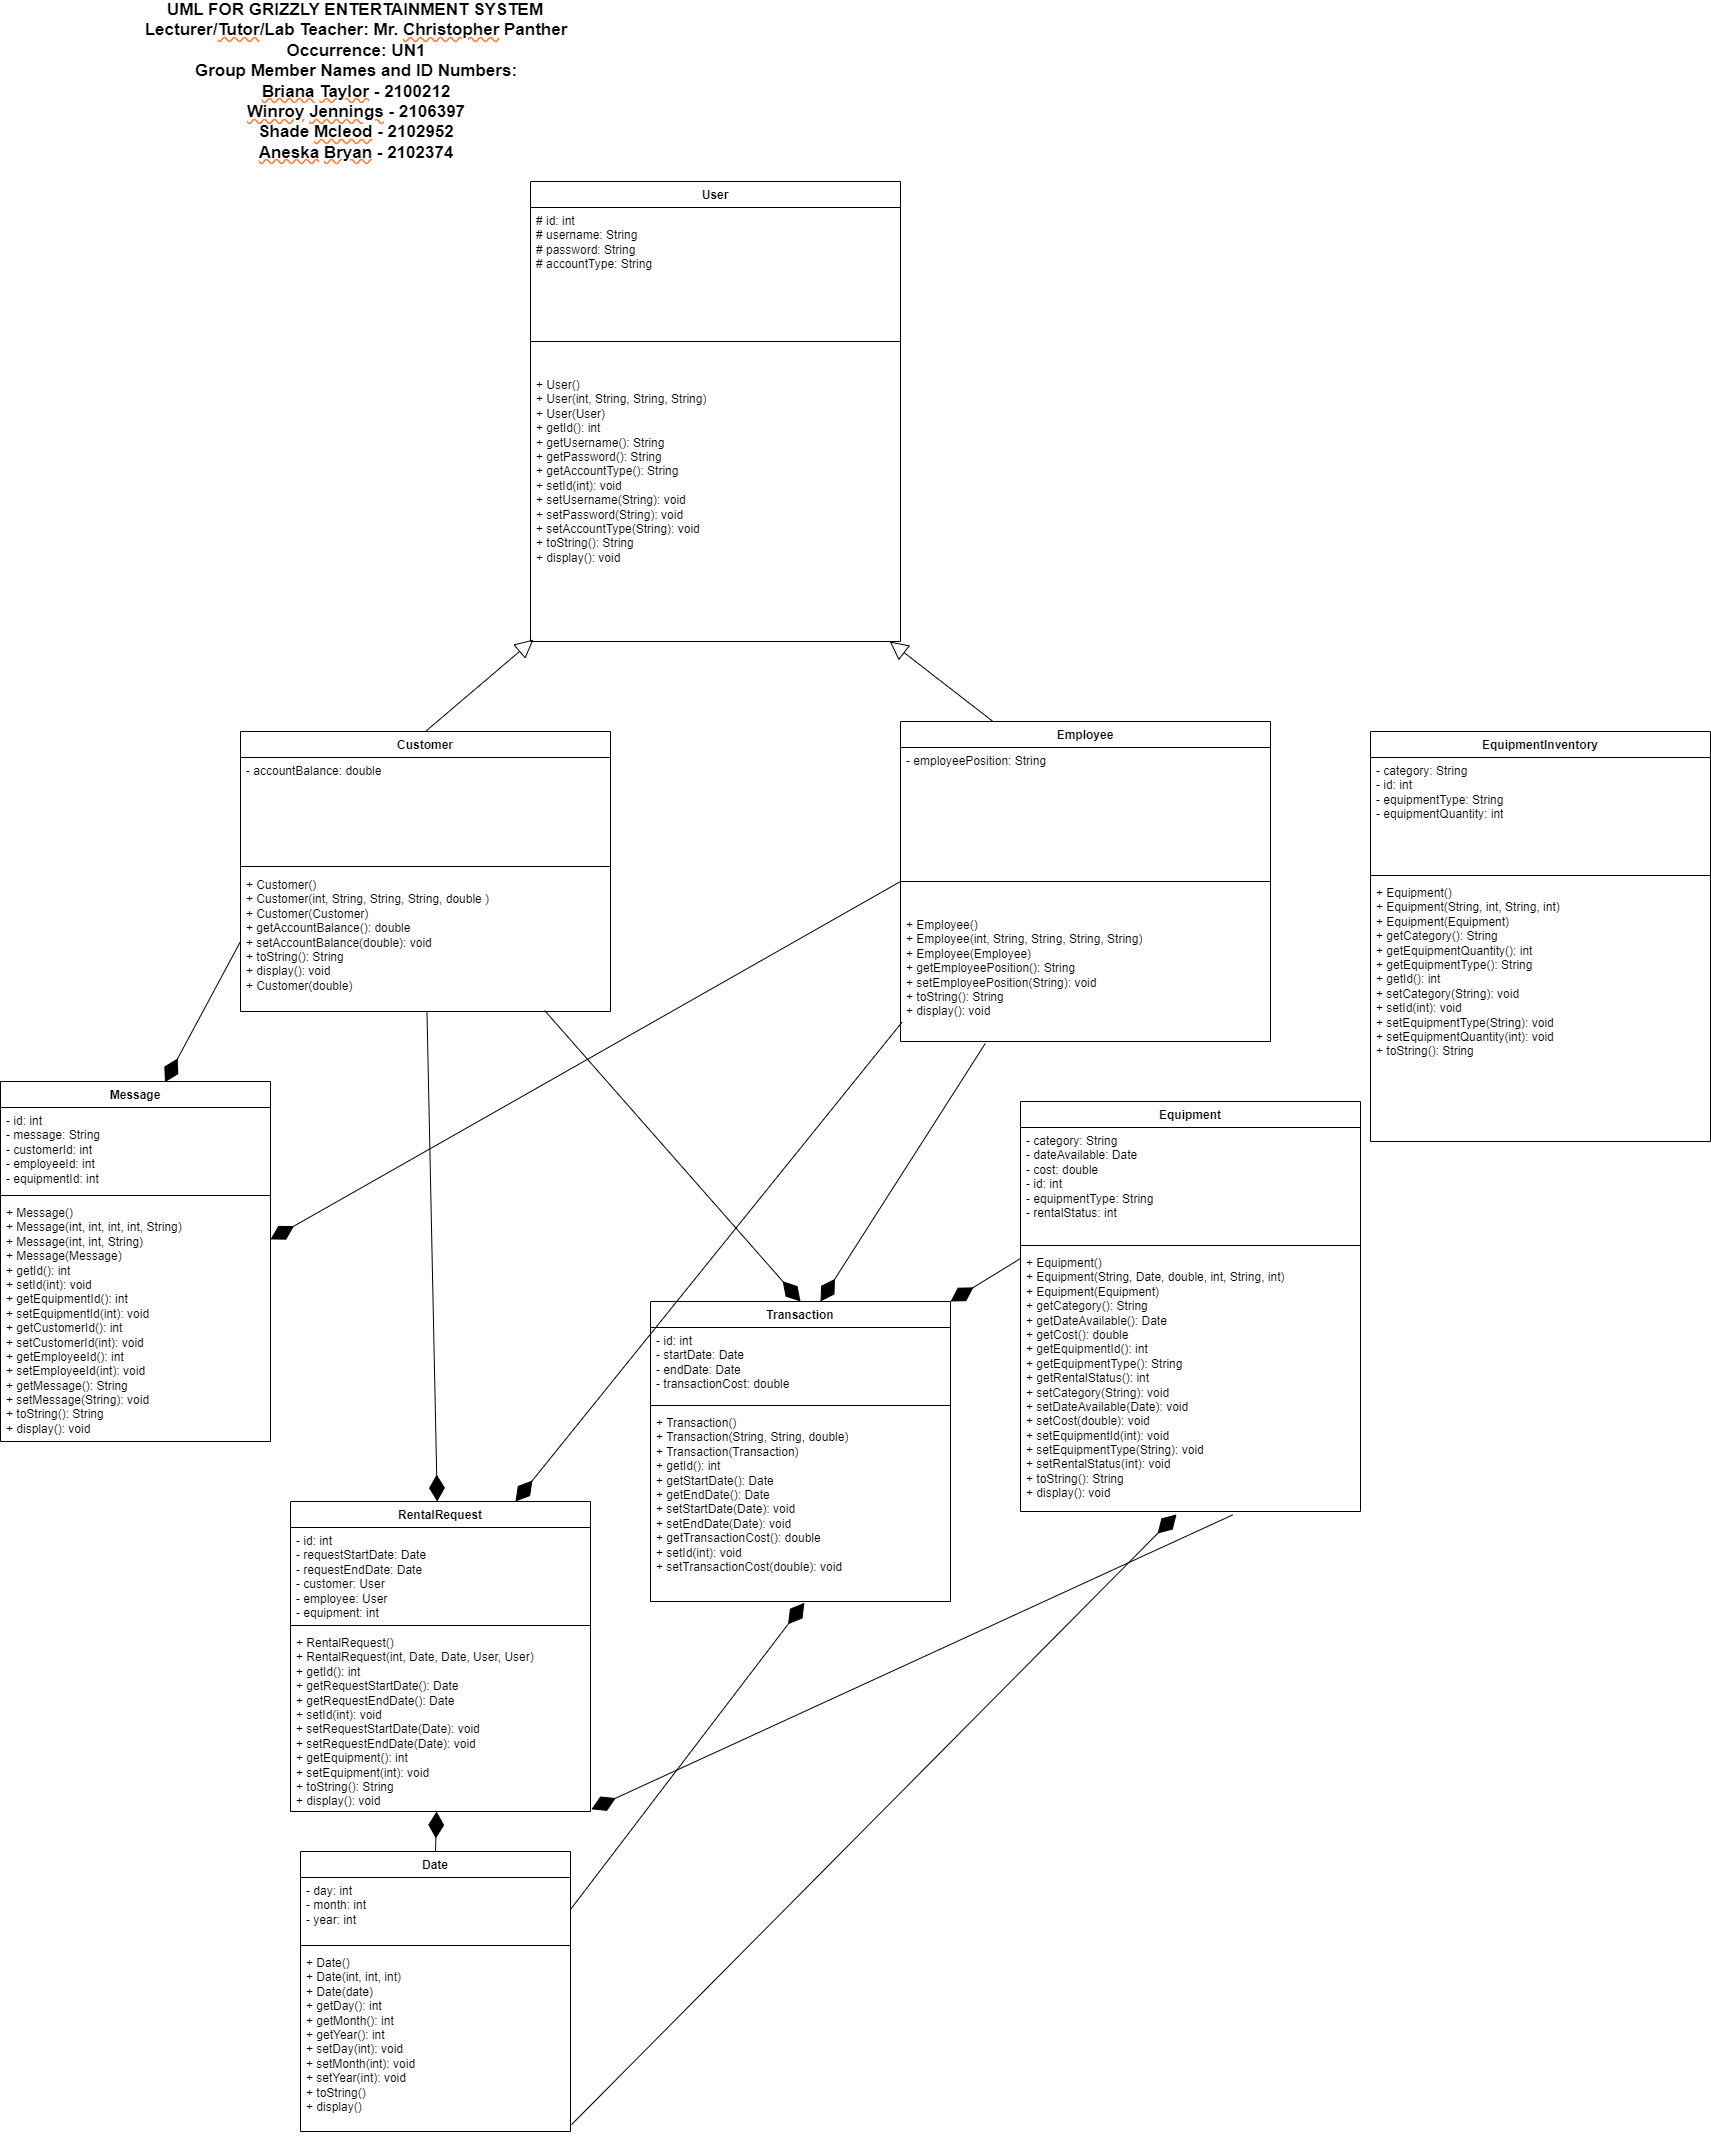 UML FOR GRIZZLY ENTERTAINMENT SYSTEM
Lecturer/Tutor/Lab Teacher: Mr. Christopher Panther
Occurrence: UN1
Group Member Names and ID Numbers:
Briana Taylor - 2100212
Winroy Jennings - 2106397
Shade Mcleod - 2102952
Aneska Bryan - 2102374
User
# id: int
# username: String
# password: String
# accountType: String
+ User()
+ User(int, String, String, String)
+ User(User)
+ getId(): int
+ getUsername(): String
+ getPassword(): String
+ getAccountType(): String
+ setId(int): void
+ setUsername(String): void
+ setPassword(String): void
+ setAccountType(String): void
+ toString(): String
+ display(): void
Customer
- accountBalance: double
+ Customer()
+ Customer(int, String, String, String, double )
+ Customer(Customer)
+ getAccountBalance(): double
+ setAccountBalance(double): void
+ toString(): String
+ display(): void
+ Customer(double)
Employee
- employeePosition: String
+ Employee()
+ Employee(int, String, String, String, String)
+ Employee(Employee)
+ getEmployeePosition(): String
+ setEmployeePosition(String): void
+ toString(): String
+ display(): void
EquipmentInventory
- category: String
- id: int
- equipmentType: String
- equipmentQuantity: int
+ Equipment()
+ Equipment(String, int, String, int)
+ Equipment(Equipment)
+ getCategory(): String
+ getEquipmentQuantity(): int
+ getEquipmentType(): String
+ getId(): int
+ setCategory(String): void
+ setId(int): void
+ setEquipmentType(String): void
+ setEquipmentQuantity(int): void
+ toString(): String
Message
- id: int
- message: String
- customerId: int
- employeeId: int
- equipmentId: int
+ Message()
+ Message(int, int, int, int, String)
+ Message(int, int, String)
+ Message(Message)
+ getId(): int
+ setId(int): void
+ getEquipmentId(): int
+ setEquipmentId(int): void
+ getCustomerId(): int
+ setCustomerId(int): void
+ getEmployeeId(): int
+ setEmployeeId(int): void
+ getMessage(): String
+ setMessage(String): void
+ toString(): String
+ display(): void
Equipment
- category: String
- dateAvailable: Date
- cost: double
- id: int
- equipmentType: String
- rentalStatus: int
+ Equipment()
+ Equipment(String, Date, double, int, String, int)
+ Equipment(Equipment)
+ getCategory(): String
+ getDateAvailable(): Date
+ getCost(): double
+ getEquipmentId(): int
+ getEquipmentType(): String
+ getRentalStatus(): int
+ setCategory(String): void
+ setDateAvailable(Date): void
+ setCost(double): void
+ setEquipmentId(int): void
+ setEquipmentType(String): void
+ setRentalStatus(int): void
+ toString(): String
+ display(): void
Transaction
- id: int
- startDate: Date
- endDate: Date
- transactionCost: double
+ Transaction()
+ Transaction(String, String, double)
+ Transaction(Transaction)
+ getId(): int
+ getStartDate(): Date
+ getEndDate(): Date
+ setStartDate(Date): void
+ setEndDate(Date): void
+ getTransactionCost(): double
+ setId(int): void
+ setTransactionCost(double): void
RentalRequest
- id: int
- requestStartDate: Date
- requestEndDate: Date
- customer: User
- employee: User
- equipment: int
+ RentalRequest()
+ RentalRequest(int, Date, Date, User, User)
+ getId(): int
+ getRequestStartDate(): Date
+ getRequestEndDate(): Date
+ setId(int): void
+ setRequestStartDate(Date): void
+ setRequestEndDate(Date): void
+ getEquipment(): int
+ setEquipment(int): void
+ toString(): String
+ display(): void
Date
- day: int
- month: int
- year: int
+ Date()
+ Date(int, int, int)
+ Date(date)
+ getDay(): int
+ getMonth(): int
+ getYear(): int
+ setDay(int): void
+ setMonth(int): void
+ setYear(int): void
+ toString()
+ display()